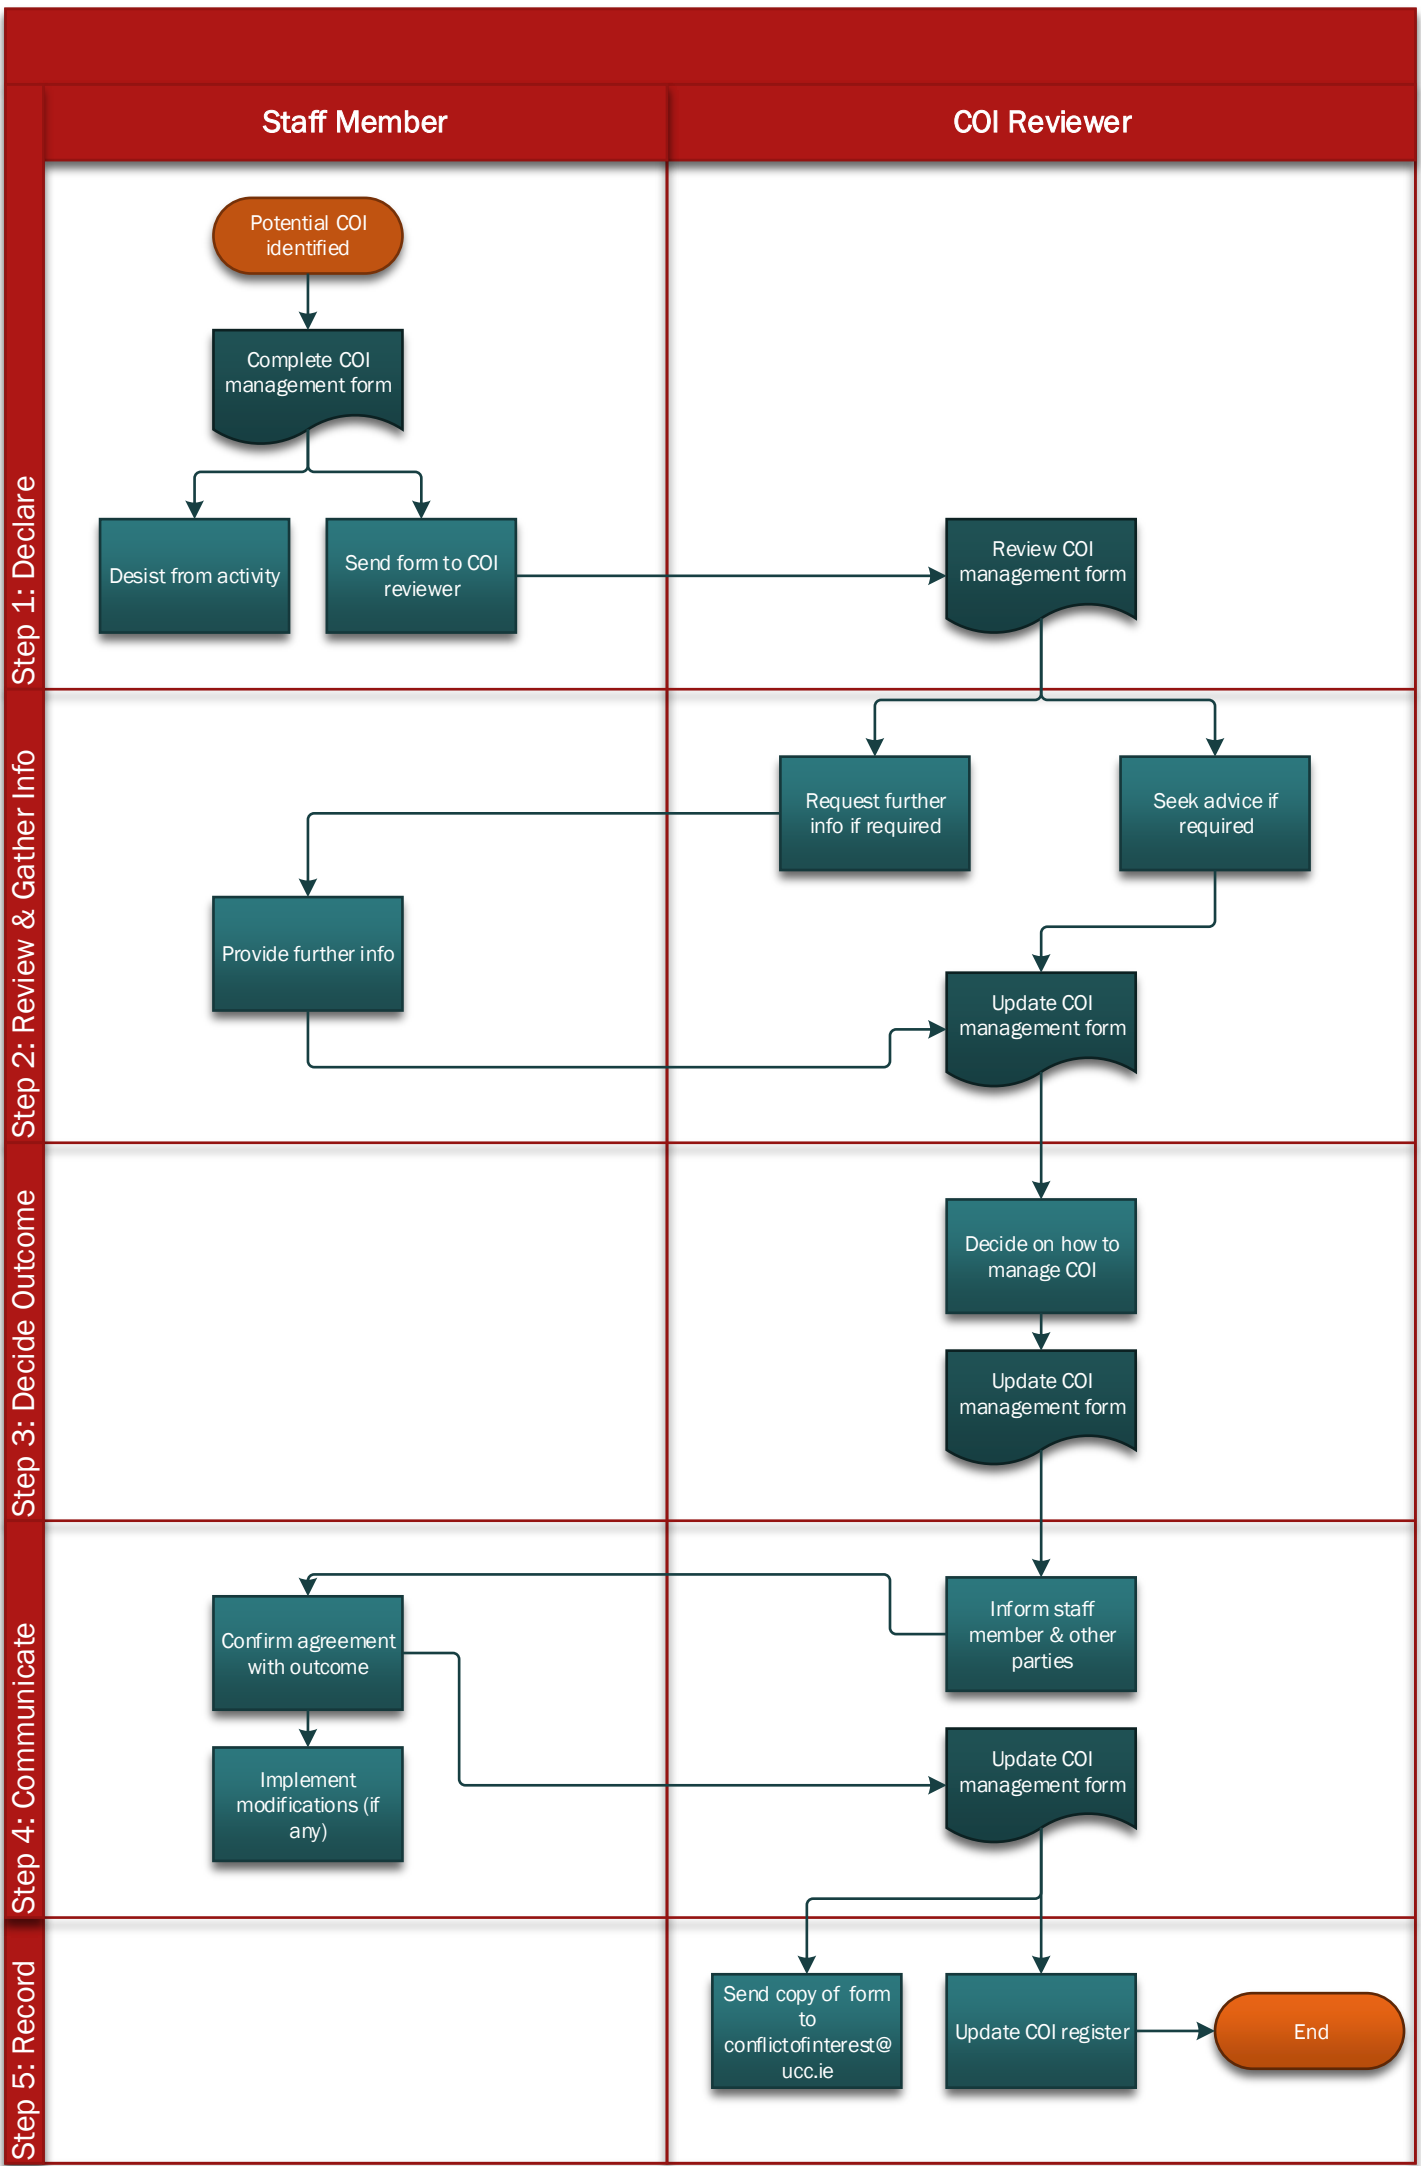 Staff Member
COI Reviewer
Step 1: Declare
Potential COI
identified
Complete COI
management form
Desist from activity
Send form to COI
reviewer
Review COI
management form
Step 2: Review & Gather Info
Request further
info if required
Seek advice if
required
Provide further info
Update COI
management form
Step 3: Decide Outcome
Decide on how to
manage COI
Update COI
management form
Step 4: Communicate
Inform staff
member & other
parties
Confirm agreement
with outcome
Implement
modifications (if
any)
Update COI
management form
Step 5: Record
Send copy of form
to
conflictofinterest@
ucc.ie
Update COI register
End